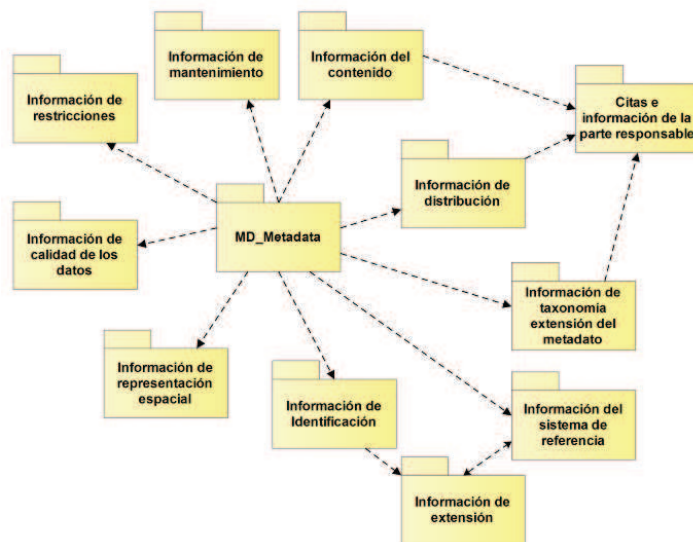 Información de
mantenimiento
Información del
contenido
Información de
restricciones
Citas e
información de la
parte responsable
Información de
distribución
MD_Metadata
Información de
calidad de los
datos
Información de
taxonomía
extensión del
metadato
Información de
representación
espacial
Información de
Identificación
Información del
sistema de
referencia
Información de
extensión